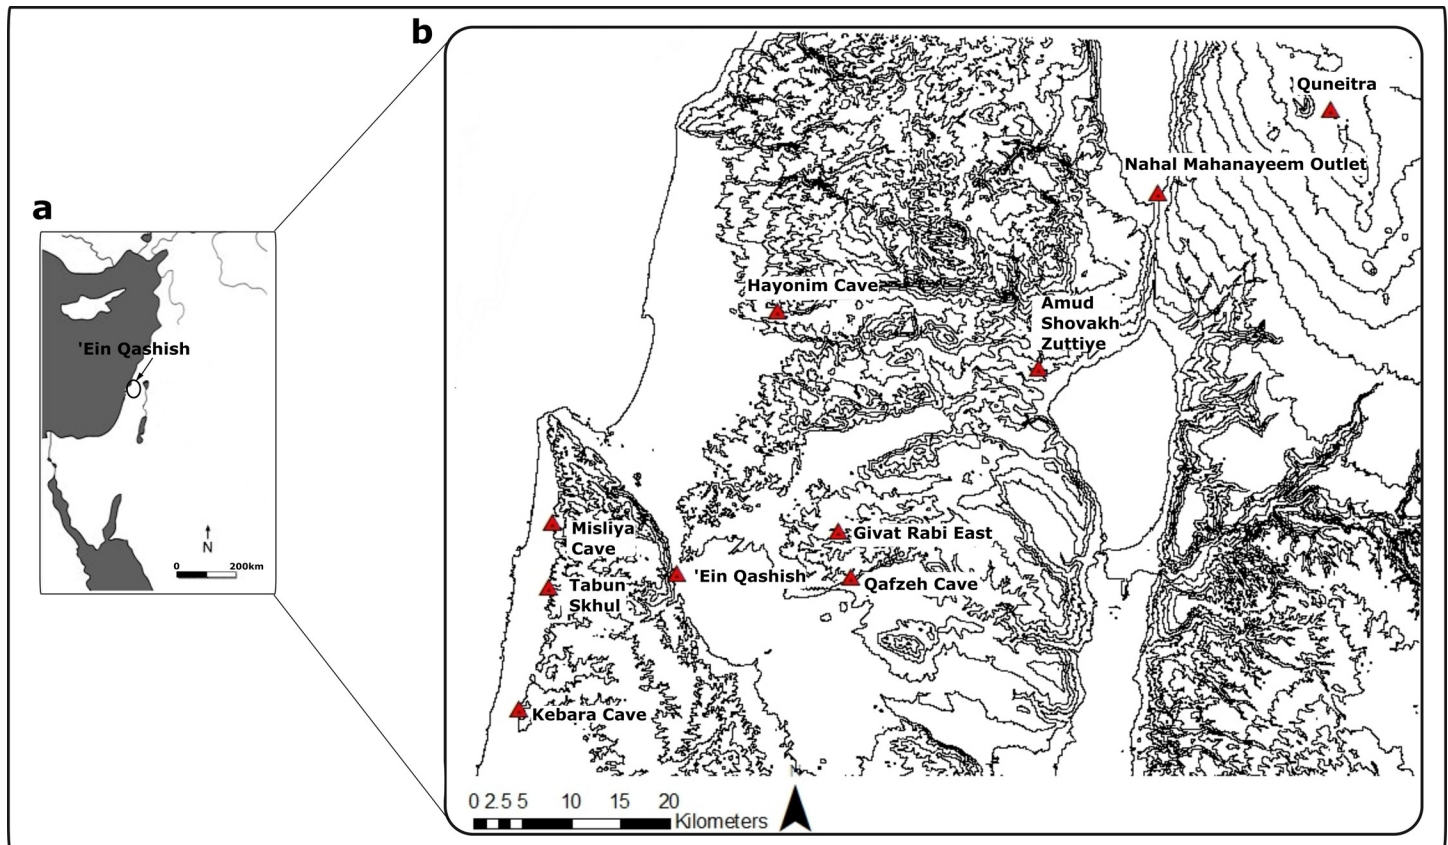 b
Quneitra
Nahal Mahanayeem Outlet
a
Hayonim Cave
Amud
Shovakh
Zuttiye
'Ein Qashish
Misliya
Cave
Givat Rabi East
'Ein Qashish
Qafzeh Cave
Tabun
Skhul
N
0 200km
Kebara Cave
N
0 2.5 5 10 15 20
Kilometers